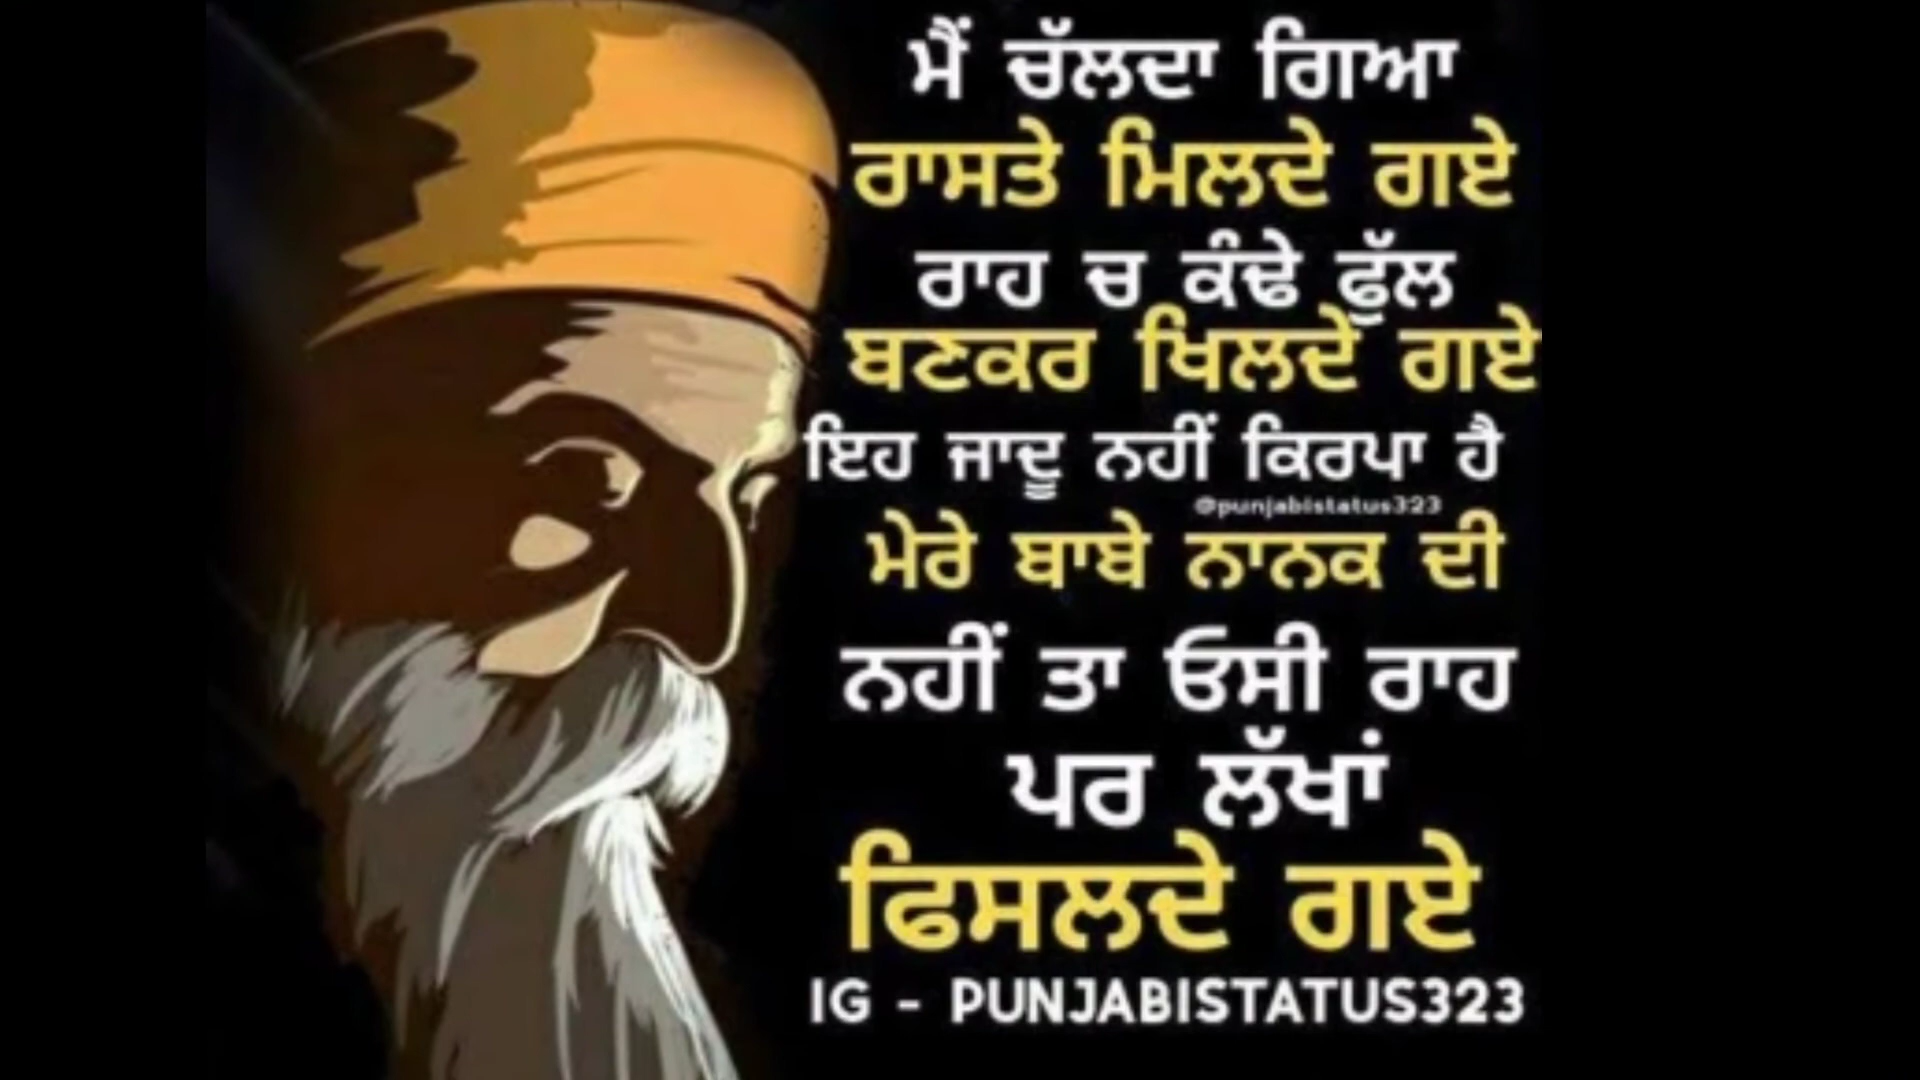 ਮੈਂ ਚੱਲਦਾ ਗਿਆ
ਰਾਸਤੇ ਮਿਲਦੇ ਗਏ
ਰਾਹ ਚ ਕੰਢੇ ਫੁੱਲ
ਬਣਕਰ ਖਿਲਦੇ ਗਏ
ਇਹ ਜਾਦੂ ਨਹੀਂ ਕਿਰਪਾ ਹੈ
@punjabistatus323
ਮੇਰੇ ਬਾਬੇ ਨਾਨਕ ਦੀ
ਨਹੀਂ ਤਾ ਓਸੀ ਰਾਹ
ਪਰ ਲੱਖਾਂ
ਫਿਸਲਦੇ ਗਏ
IG - PUNJABISTATUS323